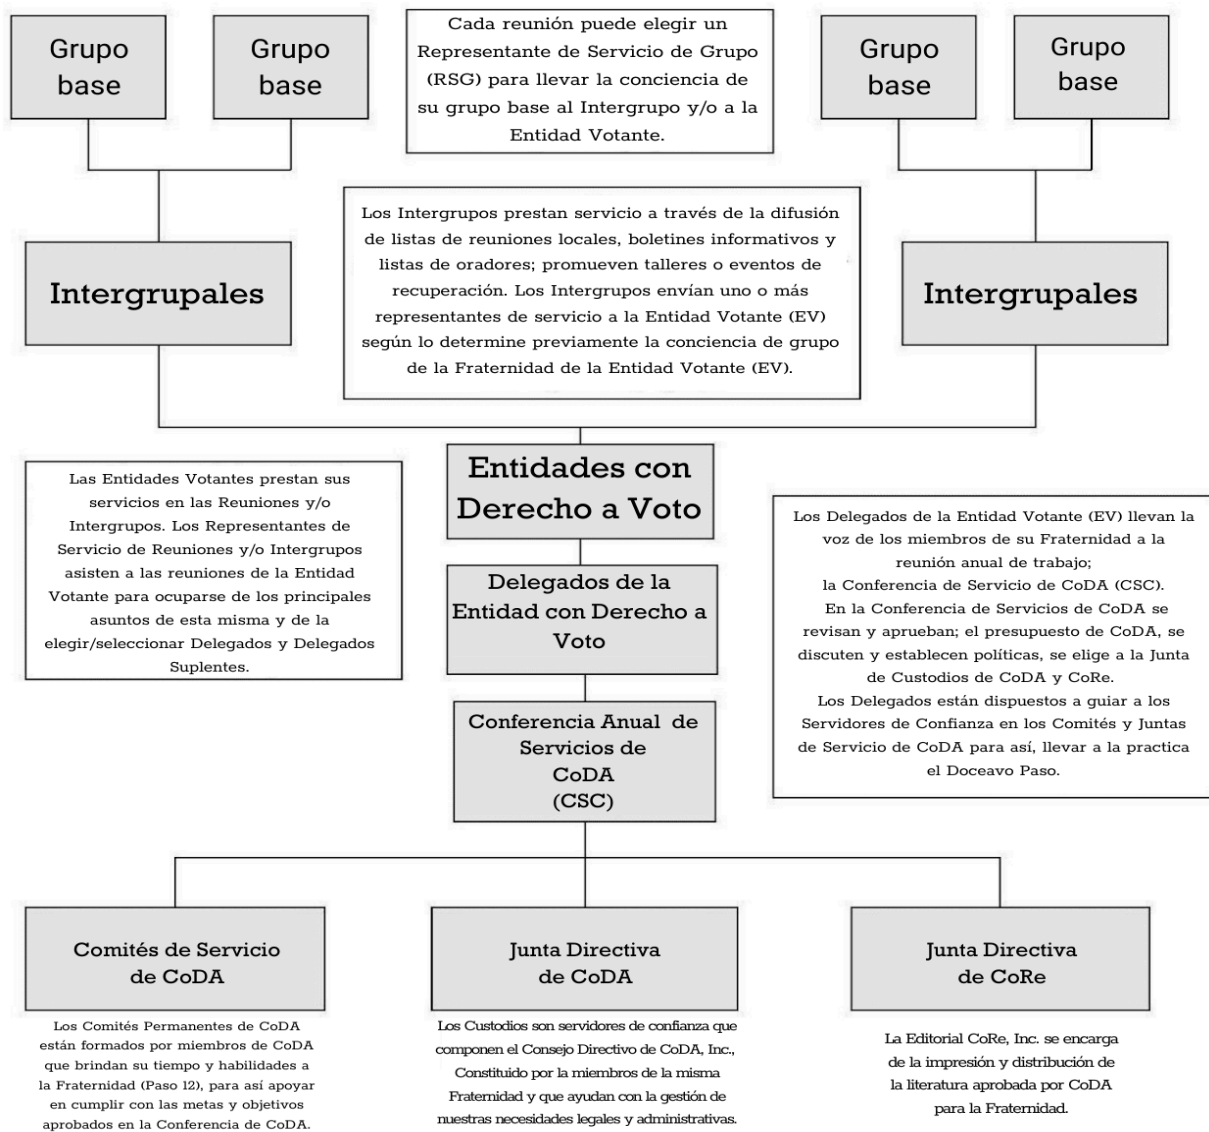 Grupo
base
Grupo
base
Cada reunión puede elegir un
Representante de Servicio de Grupo
(RSG) para llevar la conciencia de
su grupo base al Intergrupo y/o a la
Entidad Votante.
Grupo
base
Grupo
base
Los Intergrupos prestan servicio a través de la difusión
de listas de reuniones locales, boletines informativos y
listas de oradores; promueven talleres o eventos de
recuperación. Los Intergrupos envían uno o más
representantes de servicio a la Entidad Votante (EV)
según lo determine previamente la conciencia de grupo
de la Fraternidad de la Entidad Votante (EV).
Intergrupales
Intergrupales
Entidades con
Derecho a Voto
Las Entidades Votantes prestan sus
servicios en las Reuniones y/o
Intergrupos. Los Representantes de
Servicio de Reuniones y/o Intergrupos
asisten a las reuniones de la Entidad
Votante para ocuparse de los principales
asuntos de esta misma y de la
elegir/seleccionar Delegados y Delegados
Suplentes.
Delegados de la
Entidad con Derecho a
Voto
Los Delegados de la Entidad Votante (EV) llevan la
voz de los miembros de su Fraternidad a la
reunión anual de trabajo;
la Conferencia de Servicio de CoDA (CSC).
En la Conferencia de Servicios de CoDA se
revisan y aprueban; el presupuesto de CoDA, se
discuten y establecen políticas, se elige a la Junta
de Custodios de CoDA y CoRe.
Los Delegados están dispuestos a guiar a los
Servidores de Confianza en los Comités y Juntas
de Servicio de CoDA para así, llevar a la practica
el Doceavo Paso.
Conferencia Anual de
Servicios de
CoDA
(CSC)
Comités de Servicio
de CoDA
Junta Directiva
de CoDA
Junta Directiva
de CoRe
Los Comités Permanentes de CoDA
están formados por miembros de CoDA
que brindan su tiempo y habilidades a
la Fraternidad (Paso 12), para así apoyar
en cumplir con las metas y objetivos
aprobados en la Conferencia de CoDA.
Los Custodios son servidores de confianza que
componen el Consejo Directivo de CoDA, Inc.,
Constituido por la miembros de la misma
Fraternidad y que ayudan con la gestión de
nuestras necesidades legales y administrativas.
La Editorial CoRe, Inc. se encarga
de la impresión y distribución de
la literatura aprobada por CoDA
para la Fraternidad.